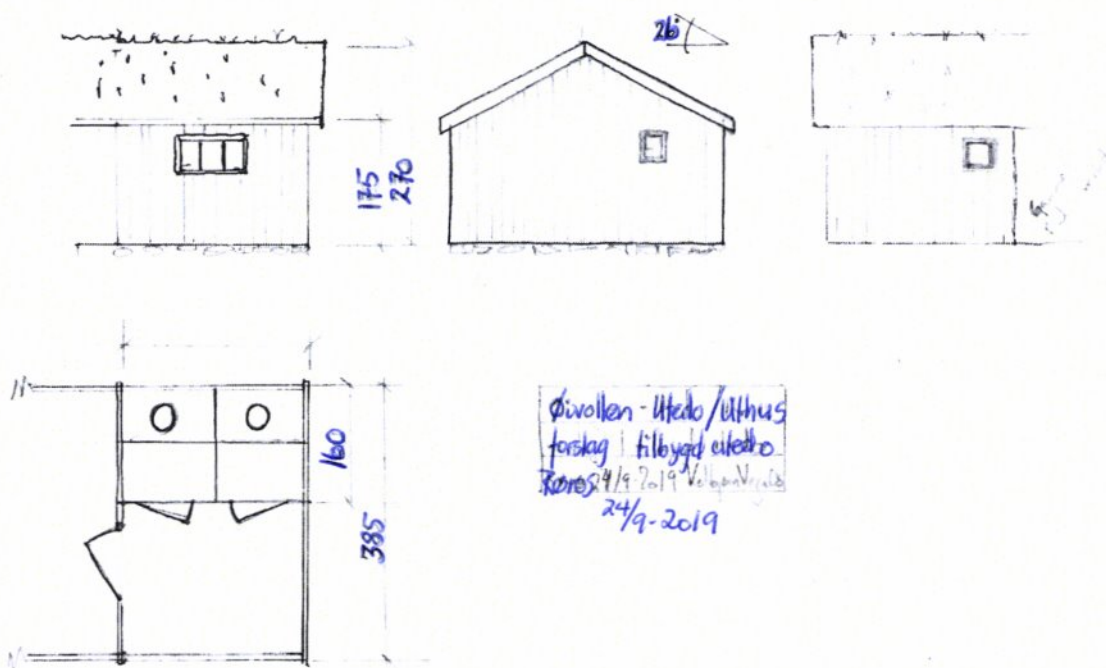 26°
175
270
160
385
Øivollen - Utedo/Uthus
forslag i tilbygd utedo
Røros 24/9-2019
24/9-2019